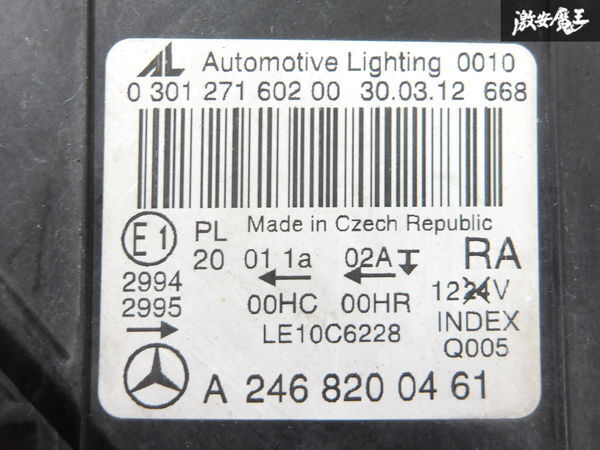 激安魔王
AL Automotive Lighting 0010
0 301 271 602 00 30.03.12 668
Made in Czech Republic
E1 PL 01 1a 02A RA
20
2994 00HC 00HR 1224V
2995 LE10C6228 INDEX
Q005
A 246 820 04 61